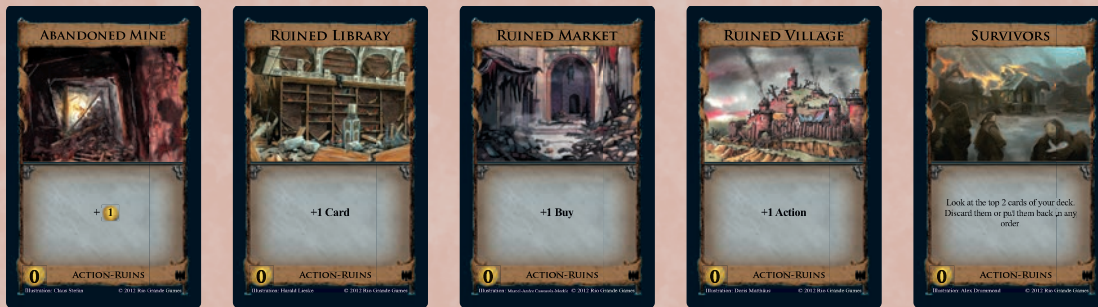 ABANDONED MINE
+ 1
0
ACTION-RUINS
Illustration: Claus Stephan © 2012 Rio Grande Games
RUINED LIBRARY
+1 Card
0
ACTION-RUINS
Illustration: Harald Lieske © 2012 Rio Grande Games
RUINED MARKET
+1 Buy
0
ACTION-RUINS
Illustration: © 2012 Rio Grande Games
RUINED VILLAGE
+1 Action
0
ACTION-RUINS
Illustration: Doris Matthäus © 2012 Rio Grande Games
SURVIVORS
Look at the top 2 cards of your deck.
Discard them or put them back in any
order
0
ACTION-RUINS
Illustration: Alex Drummond © 2012 Rio Grande Games